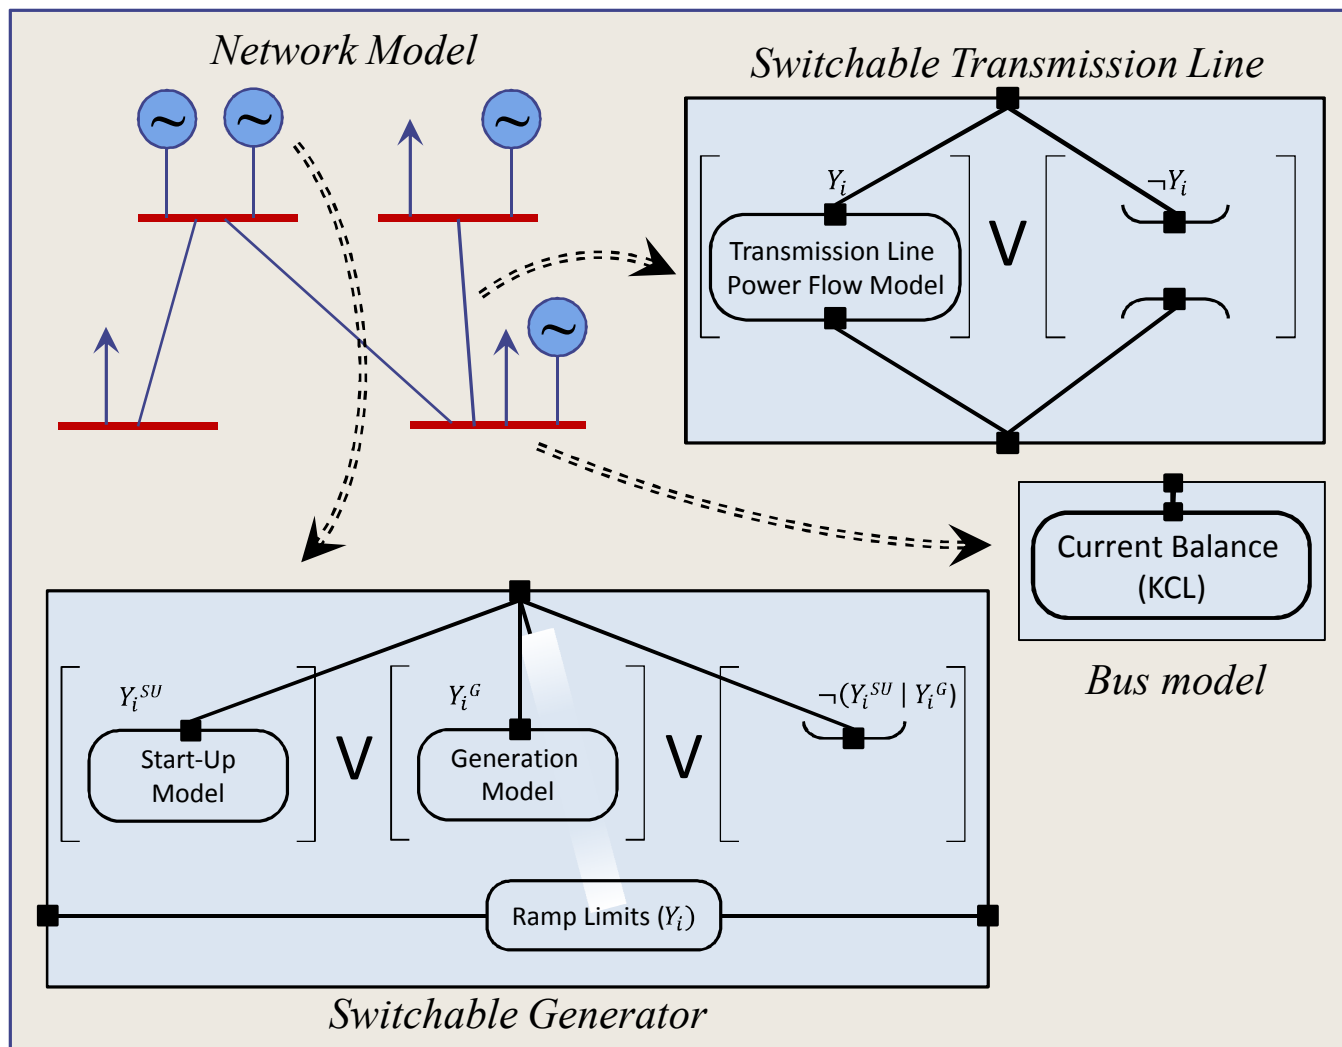 Network Model
Switchable Transmission Line
~ ~ ~
Y_i
¬Y_i
Transmission Line
Power Flow Model
V
~
Current Balance
(KCL)
Bus model
Y_i^{SU}
Y_i^G
¬(Y_i^{SU} | Y_i^G)
Start-Up
Model
V
Generation
Model
V
Ramp Limits (Y_i)
Switchable Generator